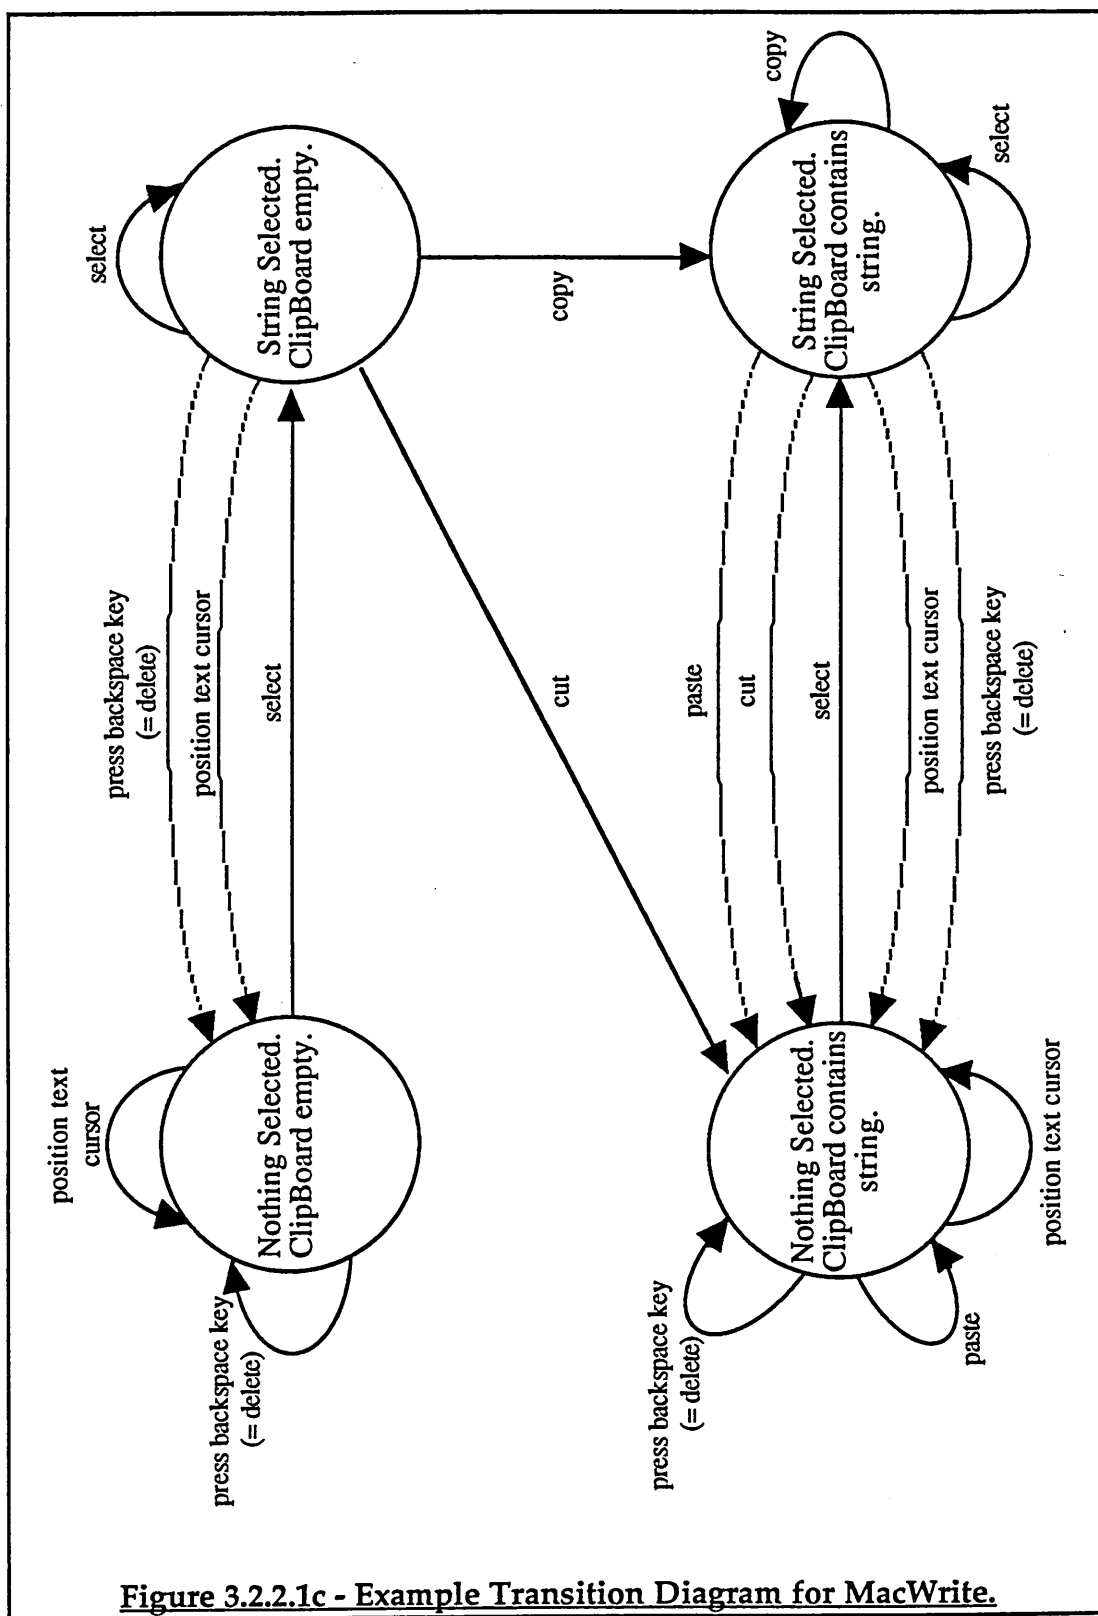 position text
cursor
press backspace key
(= delete)
Nothing Selected.
ClipBoard empty.
press backspace key
(= delete)
position text cursor
select
select
String Selected.
ClipBoard empty.
cut
copy
press backspace key
(= delete)
paste
Nothing Selected.
ClipBoard contains
string.
position text cursor
paste
cut
select
position text cursor
press backspace key
(= delete)
copy
String Selected.
ClipBoard contains
string.
select
Figure 3.2.2.1c - Example Transition Diagram for MacWrite.